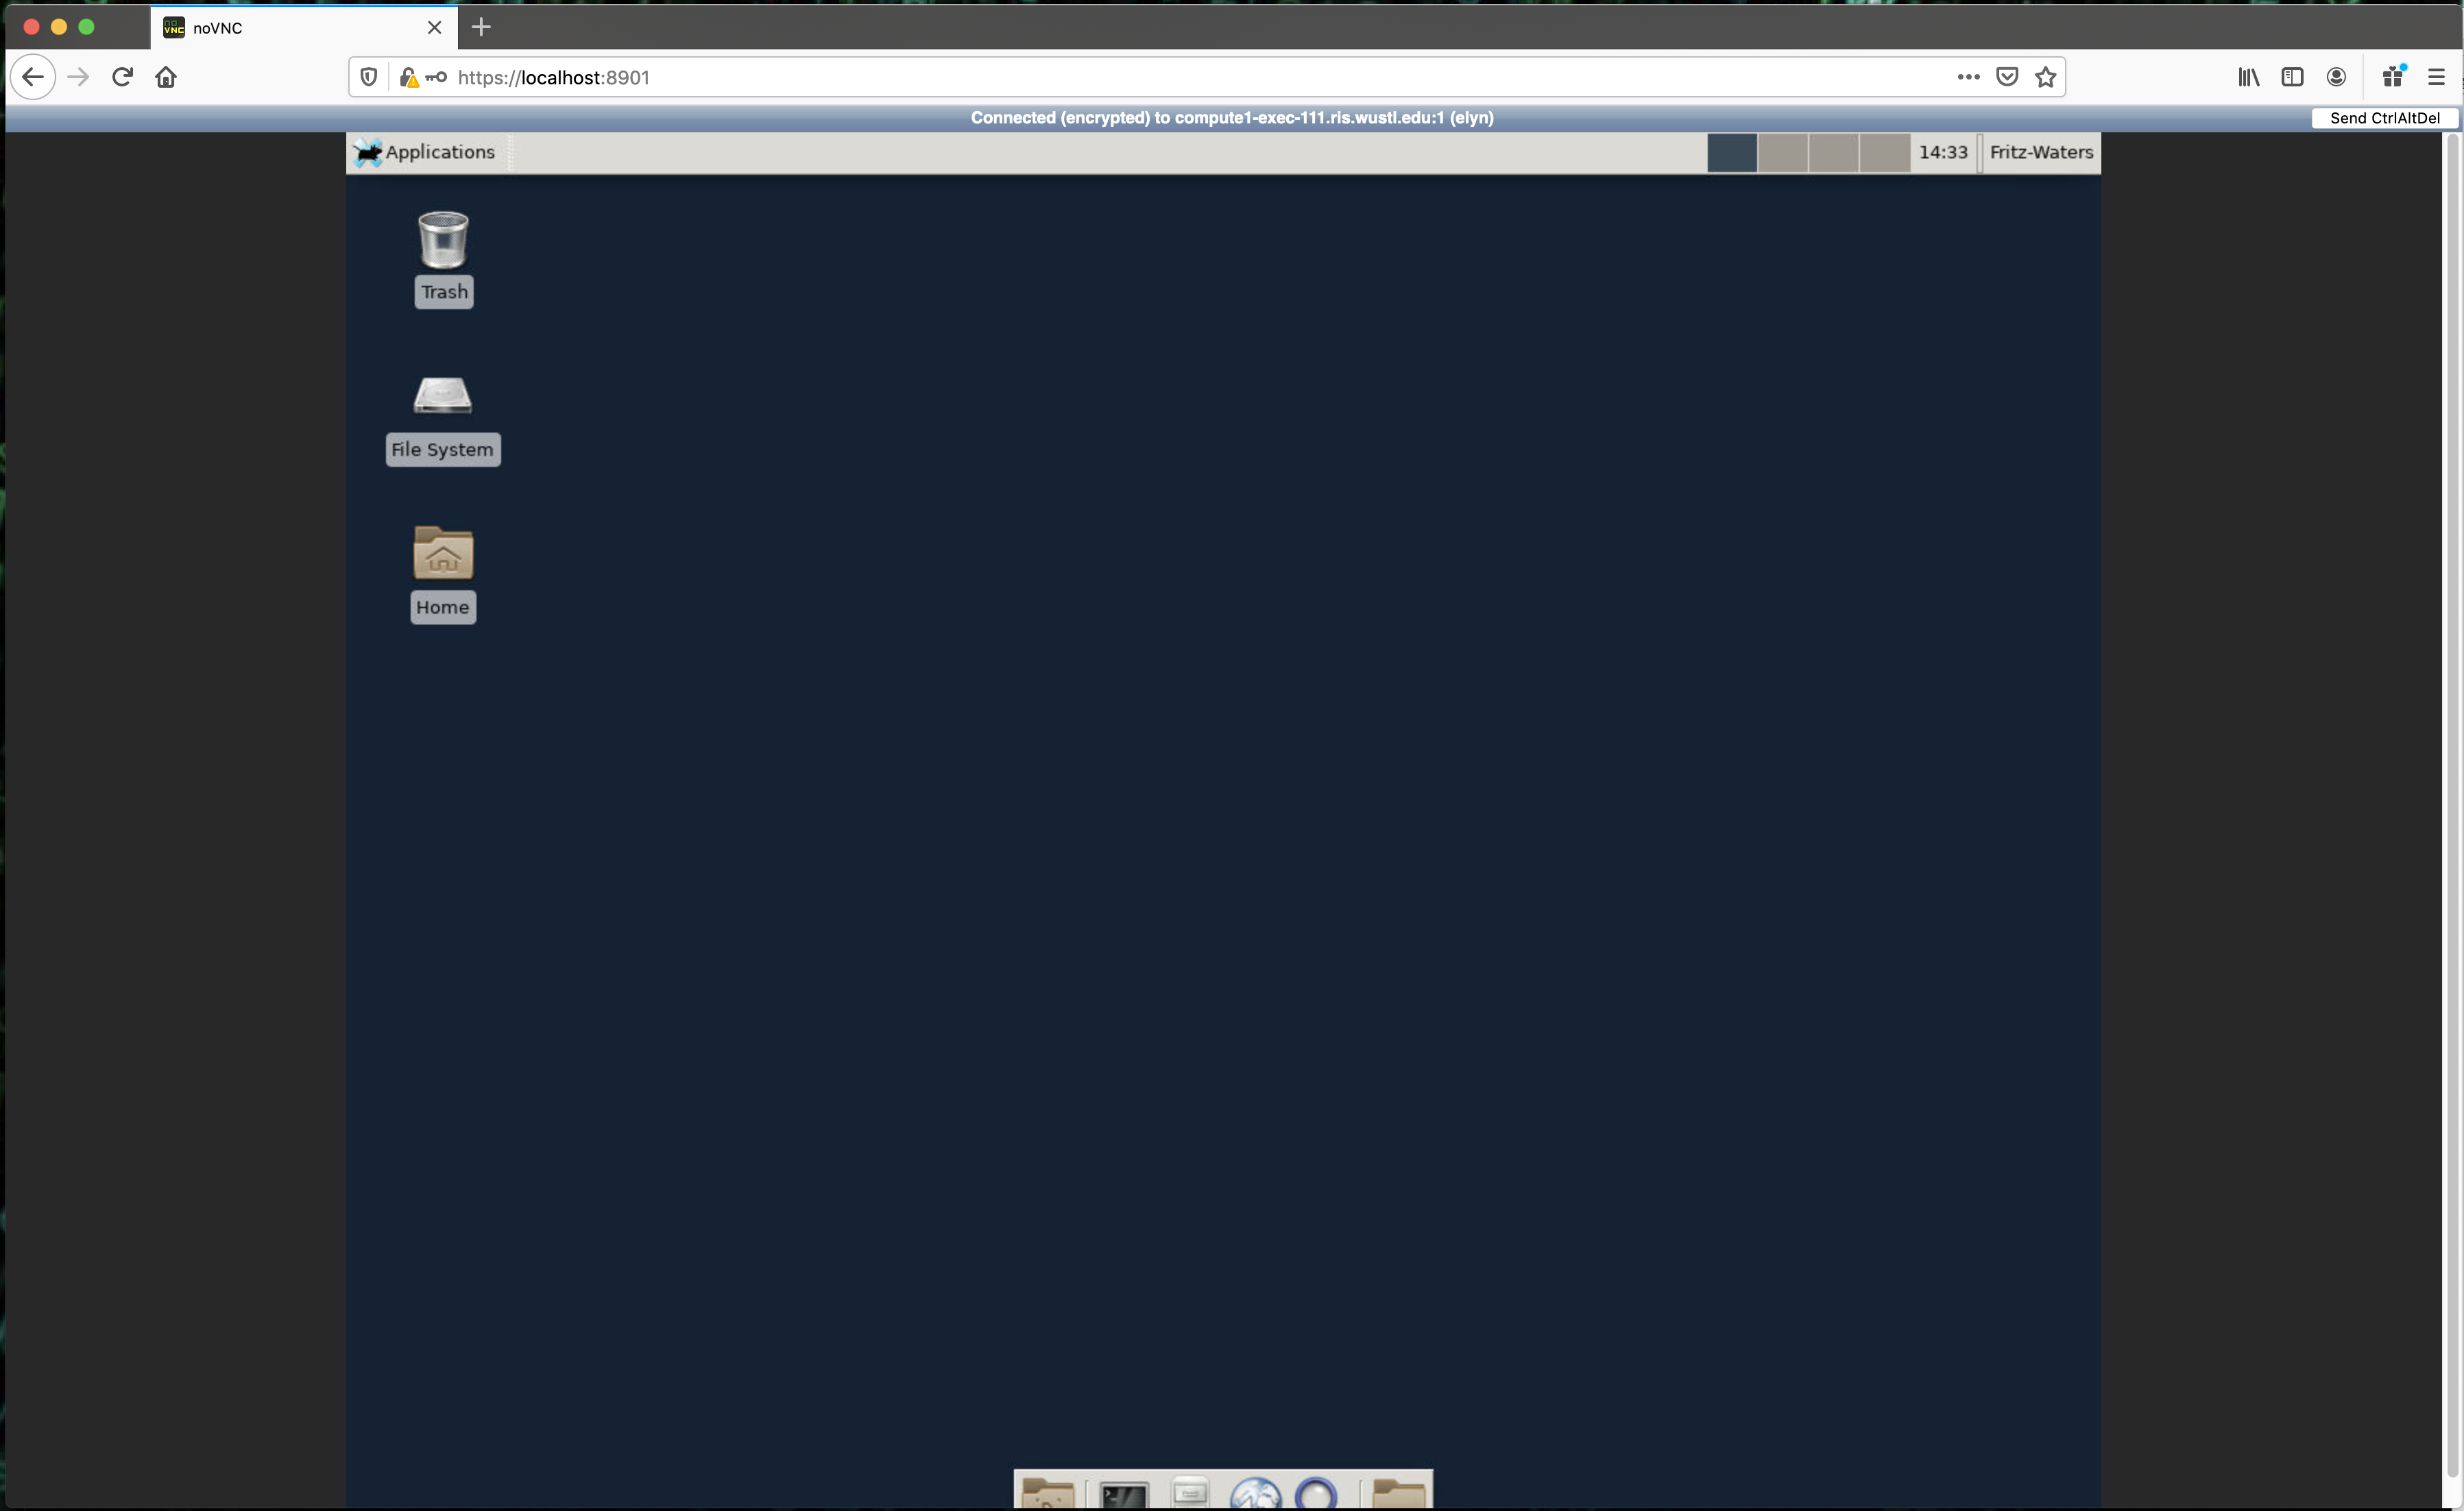 noVNC
https://localhost:8901
Connected (encrypted) to compute1-exec-111.ris.wustl.edu:1 (elyn)
Send CtrlAltDel
Applications
14:33
Fritz-Waters
Trash
File System
Home